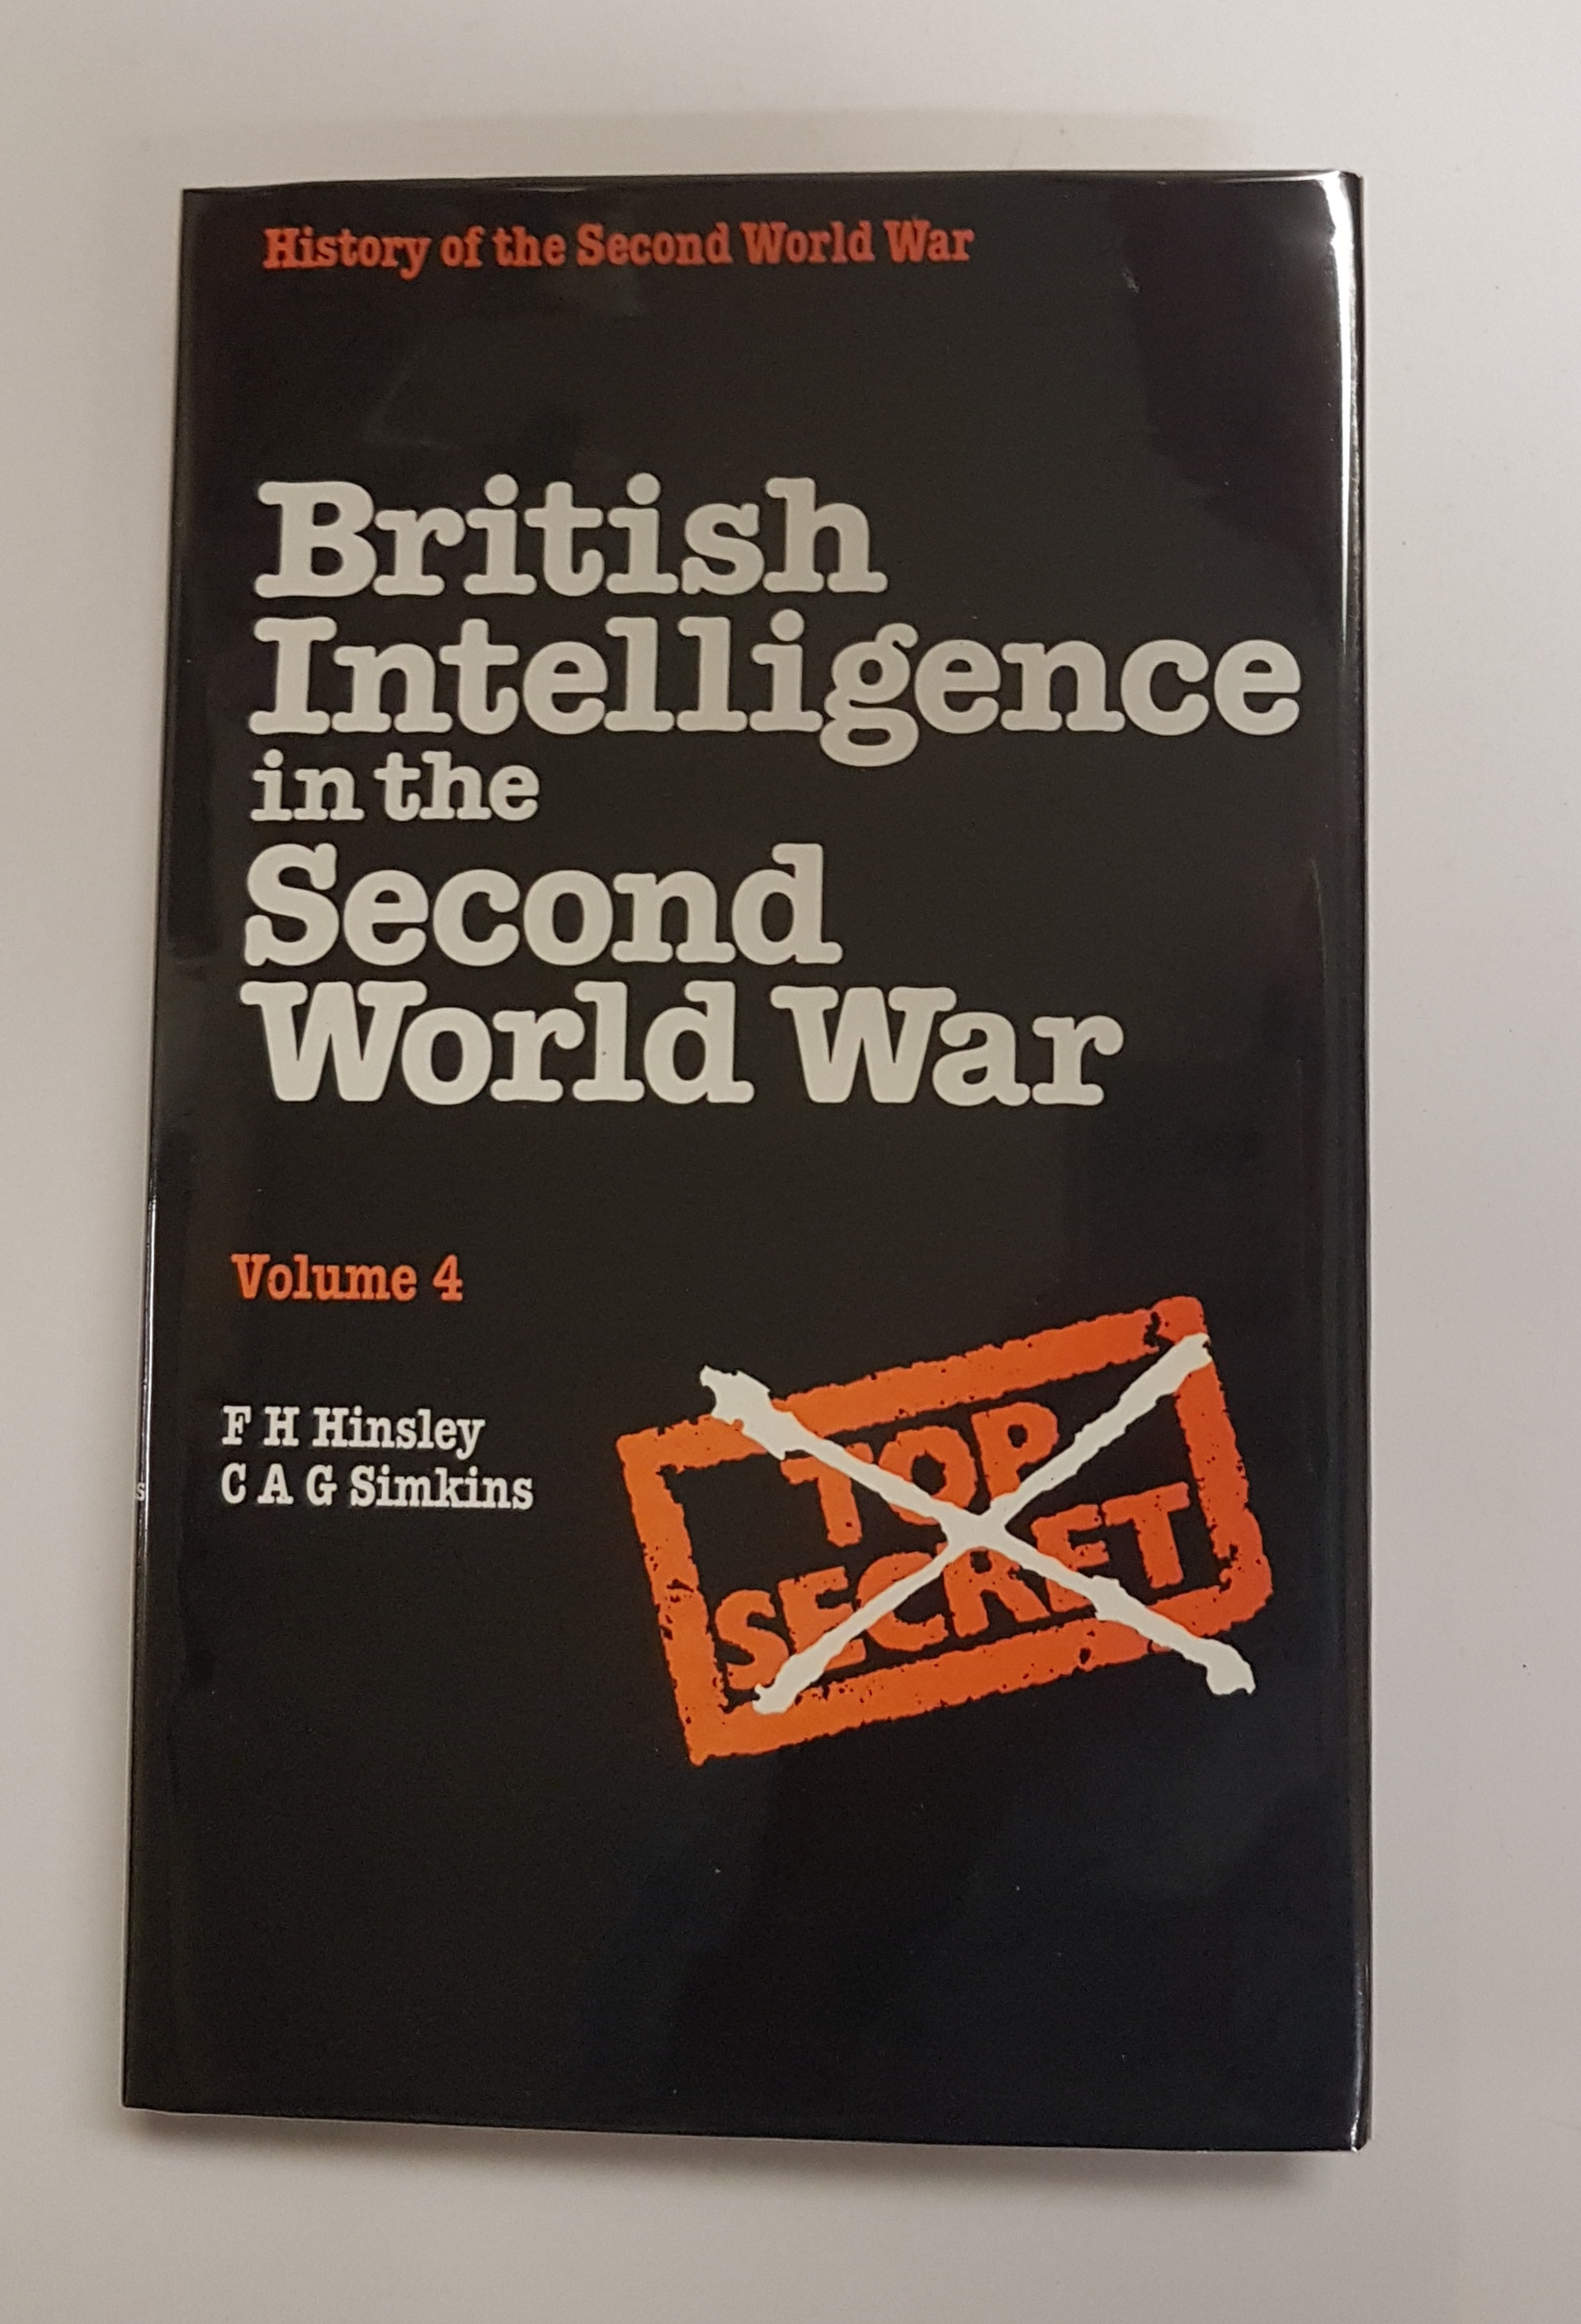 History of the Second World War
British
Intelligence
in the
Second
World War
Volume 4
F H Hinsley
C A G Simkins
TOP
SECRET